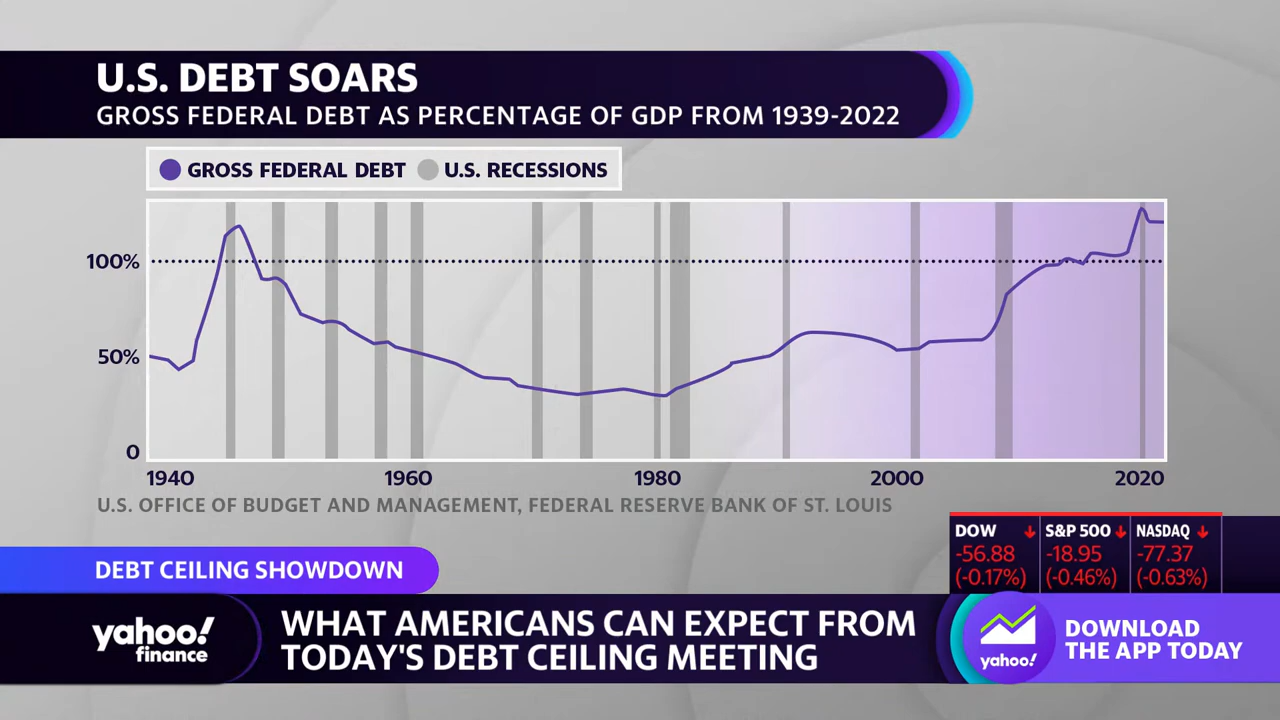 U.S. DEBT SOARS
GROSS FEDERAL DEBT AS PERCENTAGE OF GDP FROM 1939-2022
GROSS FEDERAL DEBT
U.S. RECESSIONS
100%
50%
0
1940
1960
1980
2000
2020
U.S. OFFICE OF BUDGET AND MANAGEMENT, FEDERAL RESERVE BANK OF ST. LOUIS
DOW
-56.88
(-0.17%)
S&P 500
-18.95
(-0.46%)
NASDAQ
-77.37
(-0.63%)
DEBT CEILING SHOWDOWN
yahoo!
finance
WHAT AMERICANS CAN EXPECT FROM
TODAY'S DEBT CEILING MEETING
yahoo!
DOWNLOAD
THE APP TODAY